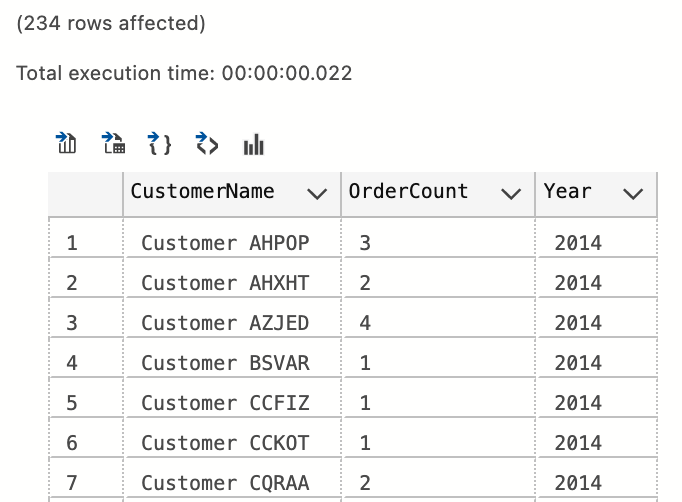 (234 rows affected)
Total execution time: 00:00:00.022
CustomerName OrderCount Year
1 Customer AHPOP 3 2014
2 Customer AHXHT 2 2014
3 Customer AZJED 4 2014
4 Customer BSVAR 1 2014
5 Customer CCFIZ 1 2014
6 Customer CCKOT 1 2014
7 Customer CQRAA 2 2014